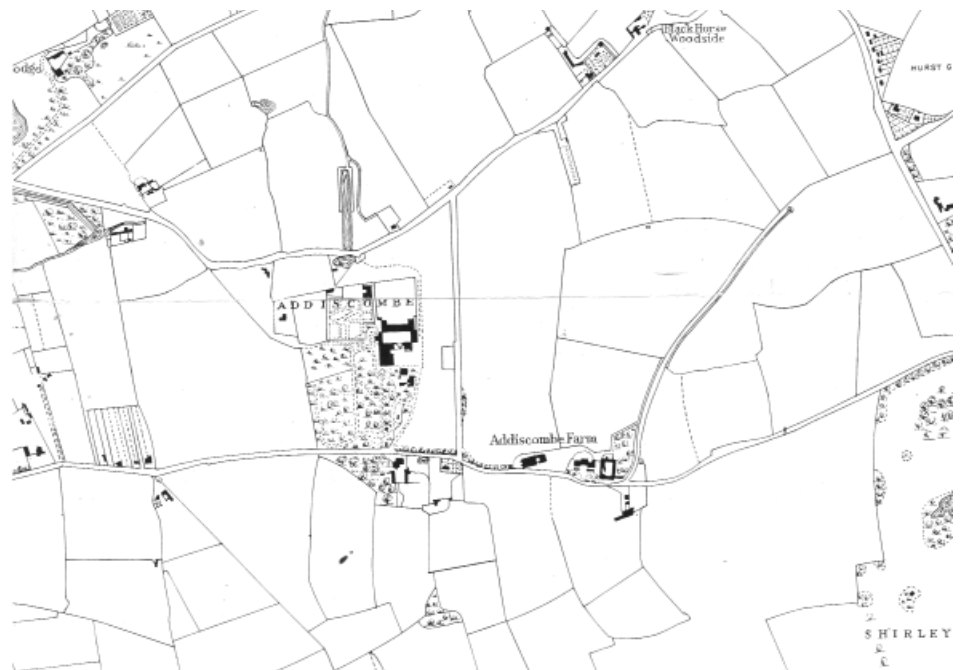 Black Horse
Woodside
odge
HURST G
ADDISCOMBE
Addiscombe Farm
SHIRLEY